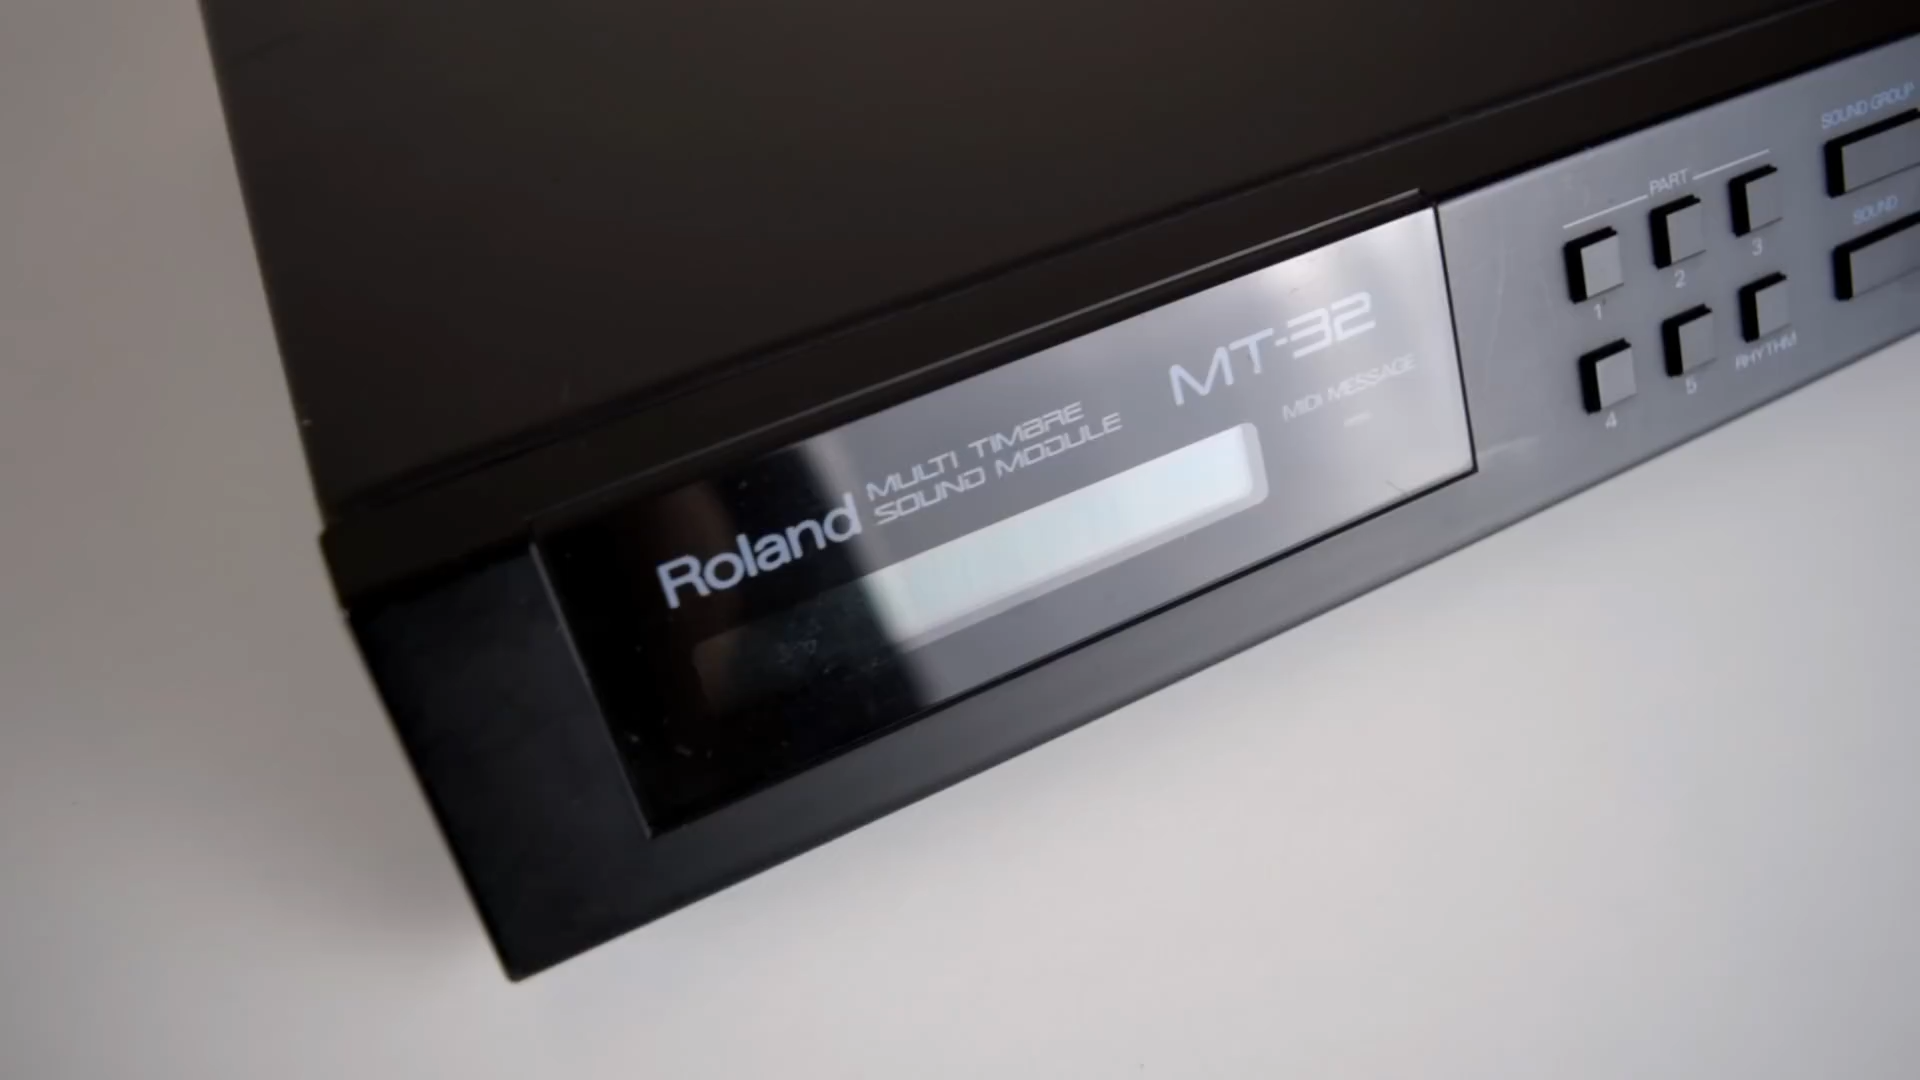 Roland
MULTI TIMBRE
SOUND MODULE
MT-32
MIDI MESSAGE
PART
1
2
3
4
5
RHYTHM
SOUND GROUP
SOUND